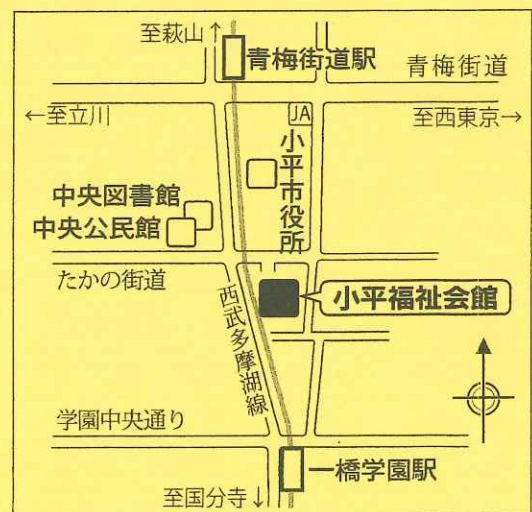 至萩山↑
青梅街道駅
青梅街道
←至立川
JA
至西東京→
小平市役所
中央図書館
中央公民館
たかの街道
小平福祉会館
西武多摩湖線
学園中央通り
一橋学園駅
至国分寺↓